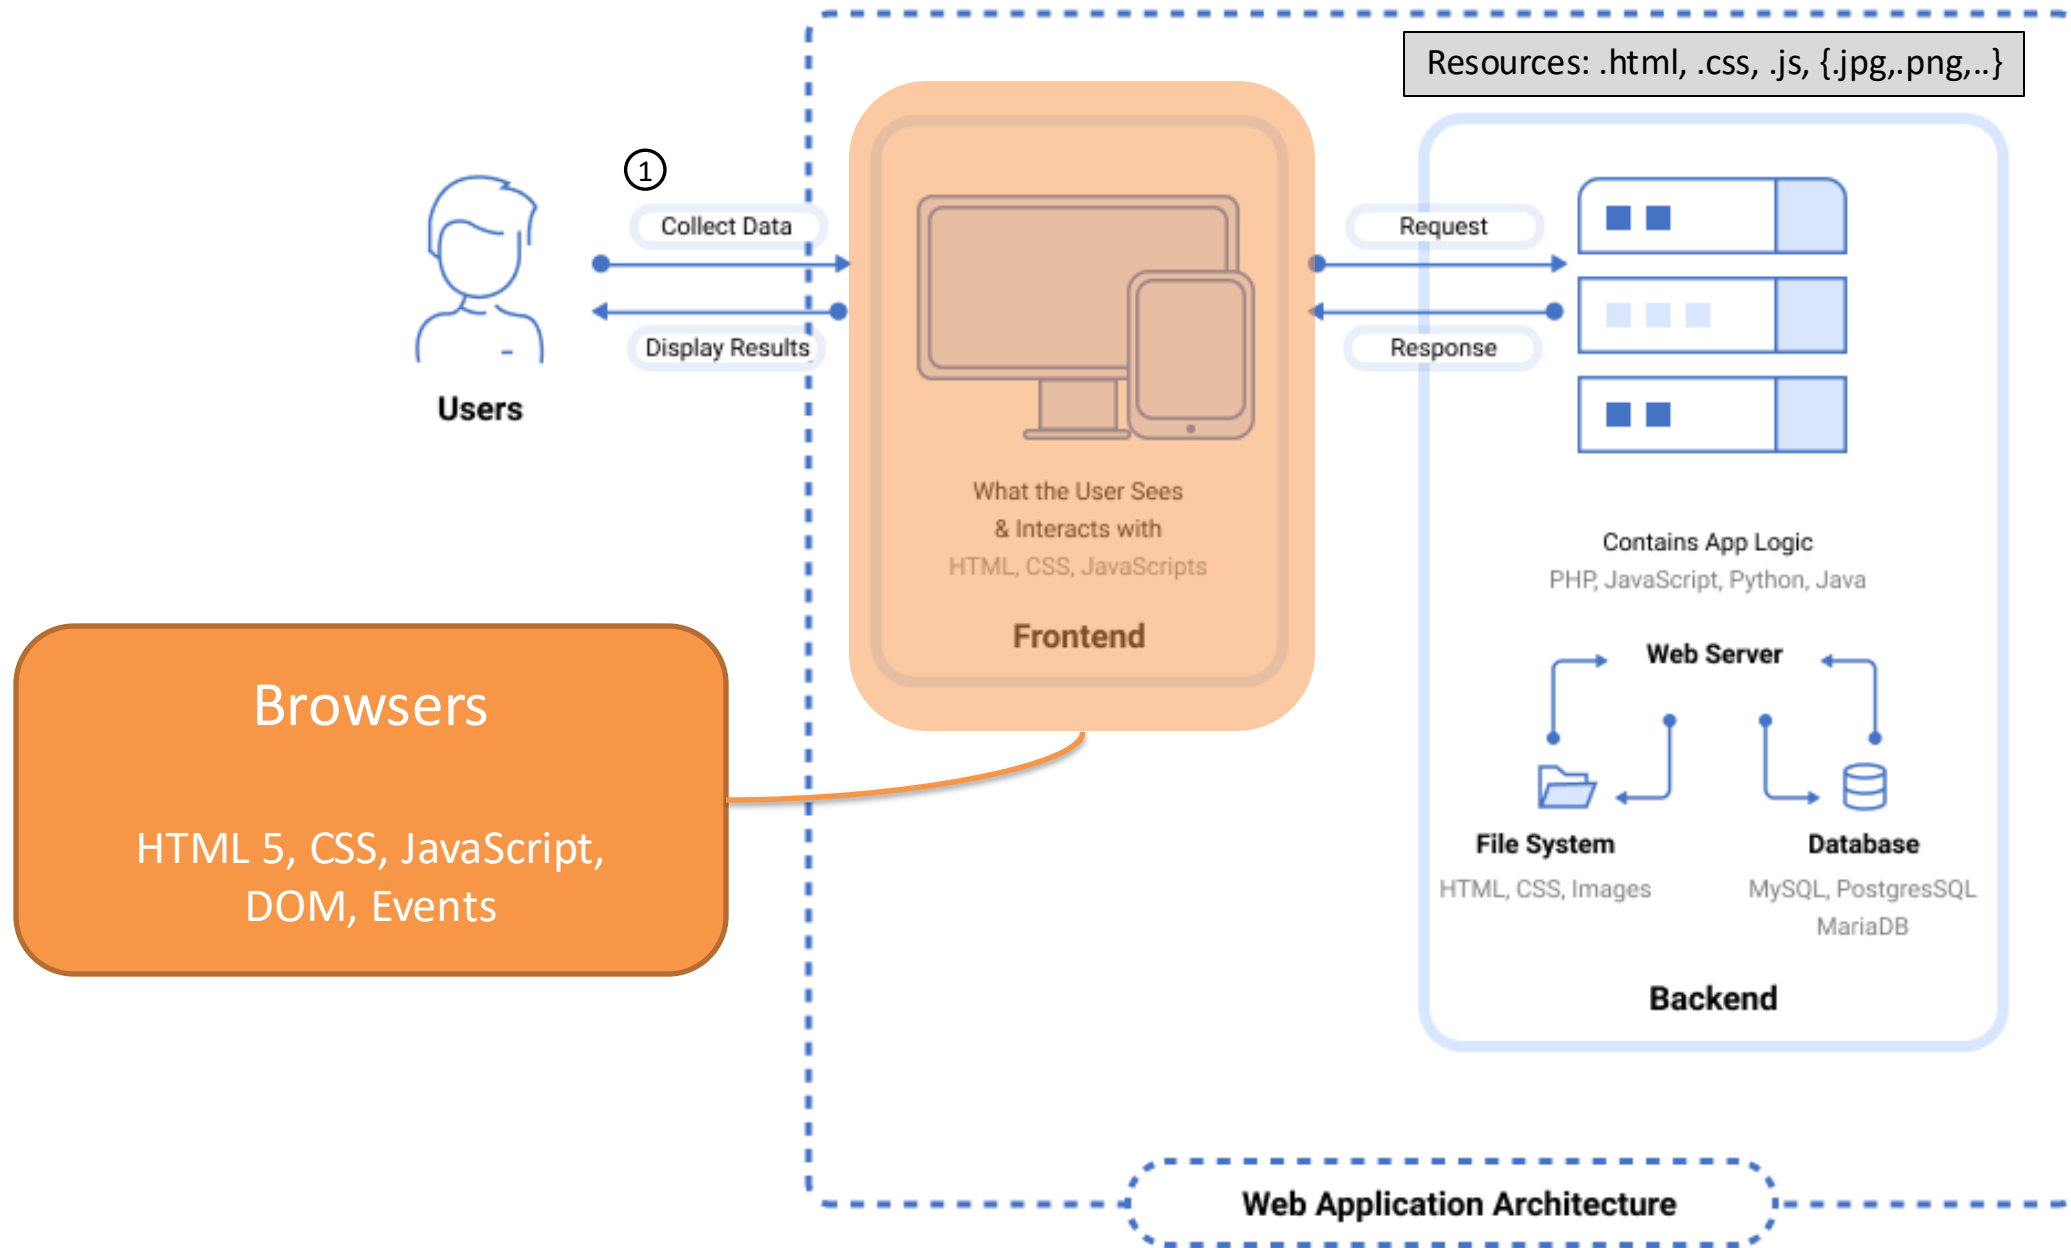 Resources: .html, .css, .js, {.jpg,.png,..}
1
Collect Data
Display Results
Users
Request
Response
What the User Sees
& Interacts with
HTML, CSS, JavaScripts
Frontend
Contains App Logic
PHP, JavaScript, Python, Java
Web Server
File System
HTML, CSS, Images
Database
MySQL, PostgresSQL
MariaDB
Backend
Browsers
HTML 5, CSS, JavaScript,
DOM, Events
Web Application Architecture